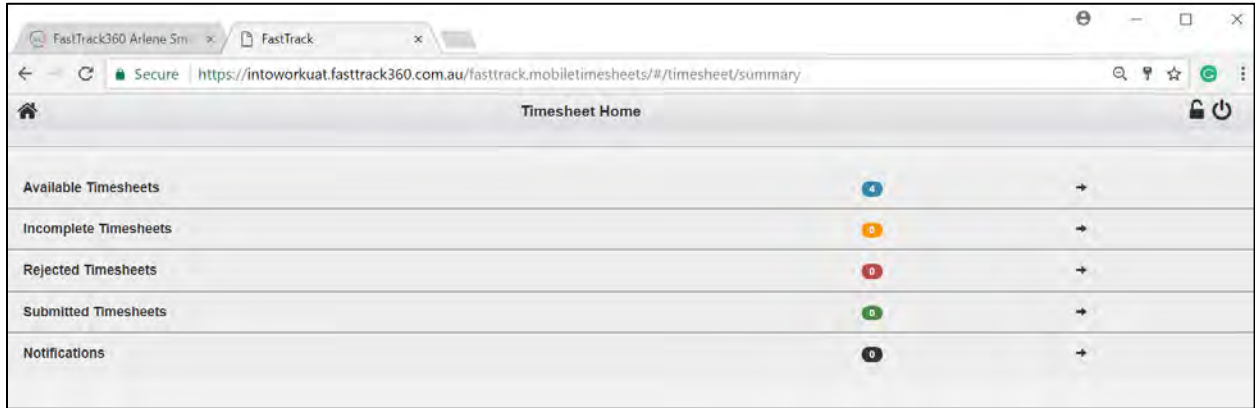 FastTrack360 Arlene Sm
FastTrack
Secure https://intoworkuat.fasttrack360.com.au/fasttrack.mobiletimesheets/#/timesheet/summary
Timesheet Home
Available Timesheets 4
Incomplete Timesheets 0
Rejected Timesheets 0
Submitted Timesheets 0
Notifications 0